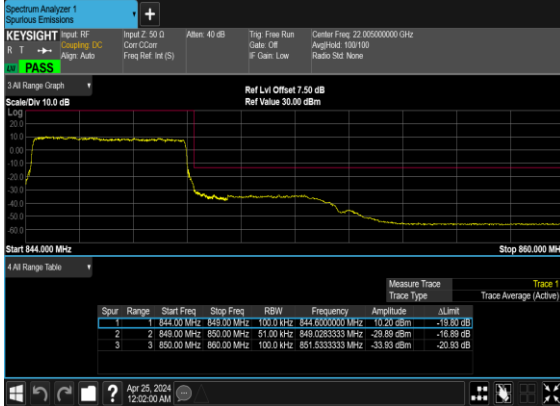 Spectrum Analyzer 1
Spurious Emissions
+
KEYSIGHT Input: RF Input Z: 50 Ω Atten: 40 dB Trig: Free Run Center Freq: 22.005000000 GHz
R T Coupling: DC Corr CCorr Gate: Off Avg|Hold: 100/100
Align: Auto Freq Ref: Int (S) IF Gain: Low Radio Std: None
LXI PASS
3 All Range Graph Ref Lvl Offset 7.50 dB
Scale/Div 10.0 dB Ref Value 30.00 dBm
Log
20.0
10.0
0.00
-10.0
-20.0
-30.0
-40.0
-50.0
-60.0
Start 844.000 MHz Stop 860.000 MH
4 All Range Table
Measure Trace Trace 1
Trace Type Trace Average (Active)
Spur Range Start Freq Stop Freq RBW Frequency Amplitude ΔLimit
1 1 844.00 MHz 849.00 MHz 100.0 kHz 844.6000000 MHz 10.20 dBm -19.80 dB
2 2 849.00 MHz 850.00 MHz 51.00 kHz 849.0283333 MHz -29.89 dBm -16.89 dB
3 3 850.00 MHz 860.00 MHz 100.0 kHz 851.5333333 MHz -33.93 dBm -20.93 dB
? Apr 25, 2024
12:02:00 AM